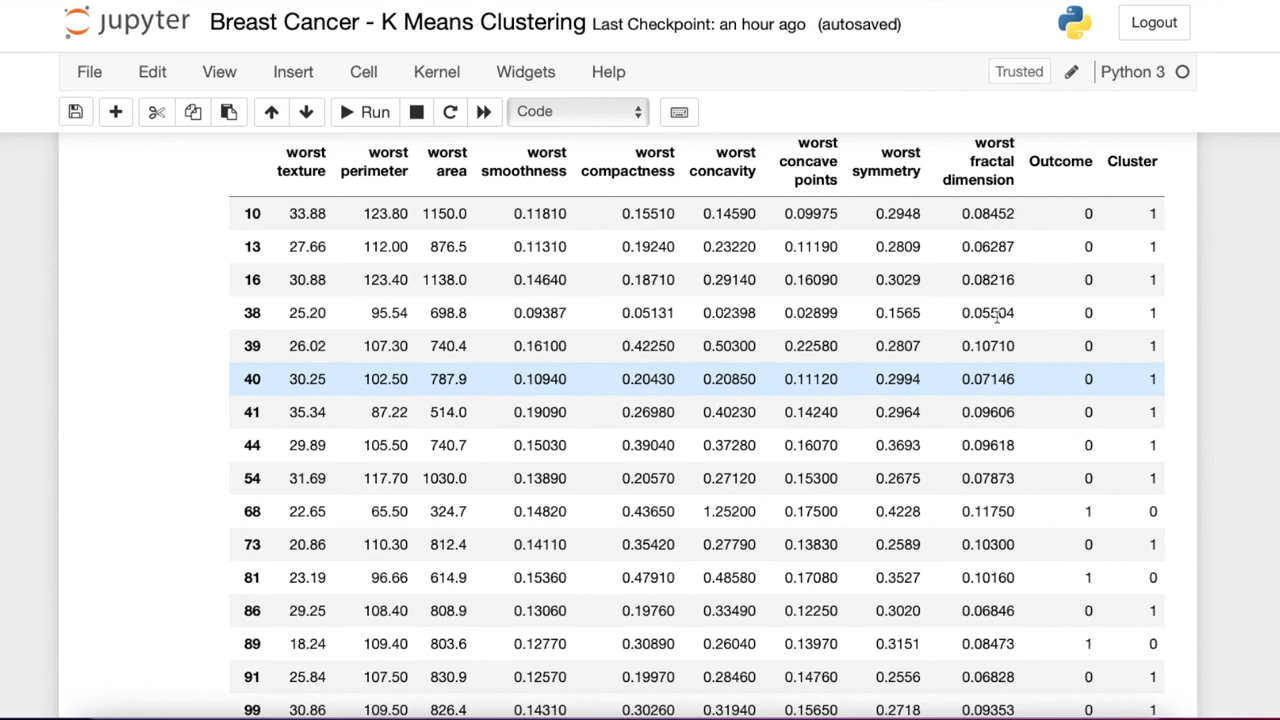 jupyter Breast Cancer - K Means Clustering Last Checkpoint: an hour ago (autosaved) Logout
File Edit View Insert Cell Kernel Widgets Help Trusted Python 3
Run Code
worst texture worst perimeter worst area worst smoothness worst compactness worst concavity worst concave points worst symmetry worst fractal dimension Outcome Cluster
10 33.88 123.80 1150.0 0.11810 0.15510 0.14590 0.09975 0.2948 0.08452 0 1
13 27.66 112.00 876.5 0.11310 0.19240 0.23220 0.11190 0.2809 0.06287 0 1
16 30.88 123.40 1138.0 0.14640 0.18710 0.29140 0.16090 0.3029 0.08216 0 1
38 25.20 95.54 698.8 0.09387 0.05131 0.02398 0.02899 0.1565 0.05504 0 1
39 26.02 107.30 740.4 0.16100 0.42250 0.50300 0.22580 0.2807 0.10710 0 1
40 30.25 102.50 787.9 0.10940 0.20430 0.20850 0.11120 0.2994 0.07146 0 1
41 35.34 87.22 514.0 0.19090 0.26980 0.40230 0.14240 0.2964 0.09606 0 1
44 29.89 105.50 740.7 0.15030 0.39040 0.37280 0.16070 0.3693 0.09618 0 1
54 31.69 117.70 1030.0 0.13890 0.20570 0.27120 0.15300 0.2675 0.07873 0 1
68 22.65 65.50 324.7 0.14820 0.43650 1.25200 0.17500 0.4228 0.11750 1 0
73 20.86 110.30 812.4 0.14110 0.35420 0.27790 0.13830 0.2589 0.10300 0 1
81 23.19 96.66 614.9 0.15360 0.47910 0.48580 0.17080 0.3527 0.10160 1 0
86 29.25 108.40 808.9 0.13060 0.19760 0.33490 0.12250 0.3020 0.06846 0 1
89 18.24 109.40 803.6 0.12770 0.30890 0.26040 0.13970 0.3151 0.08473 1 0
91 25.84 107.50 830.9 0.12570 0.19970 0.28460 0.14760 0.2556 0.06828 0 1
99 30.86 109.50 826.4 0.14310 0.30260 0.31940 0.15650 0.2718 0.09353 0 1